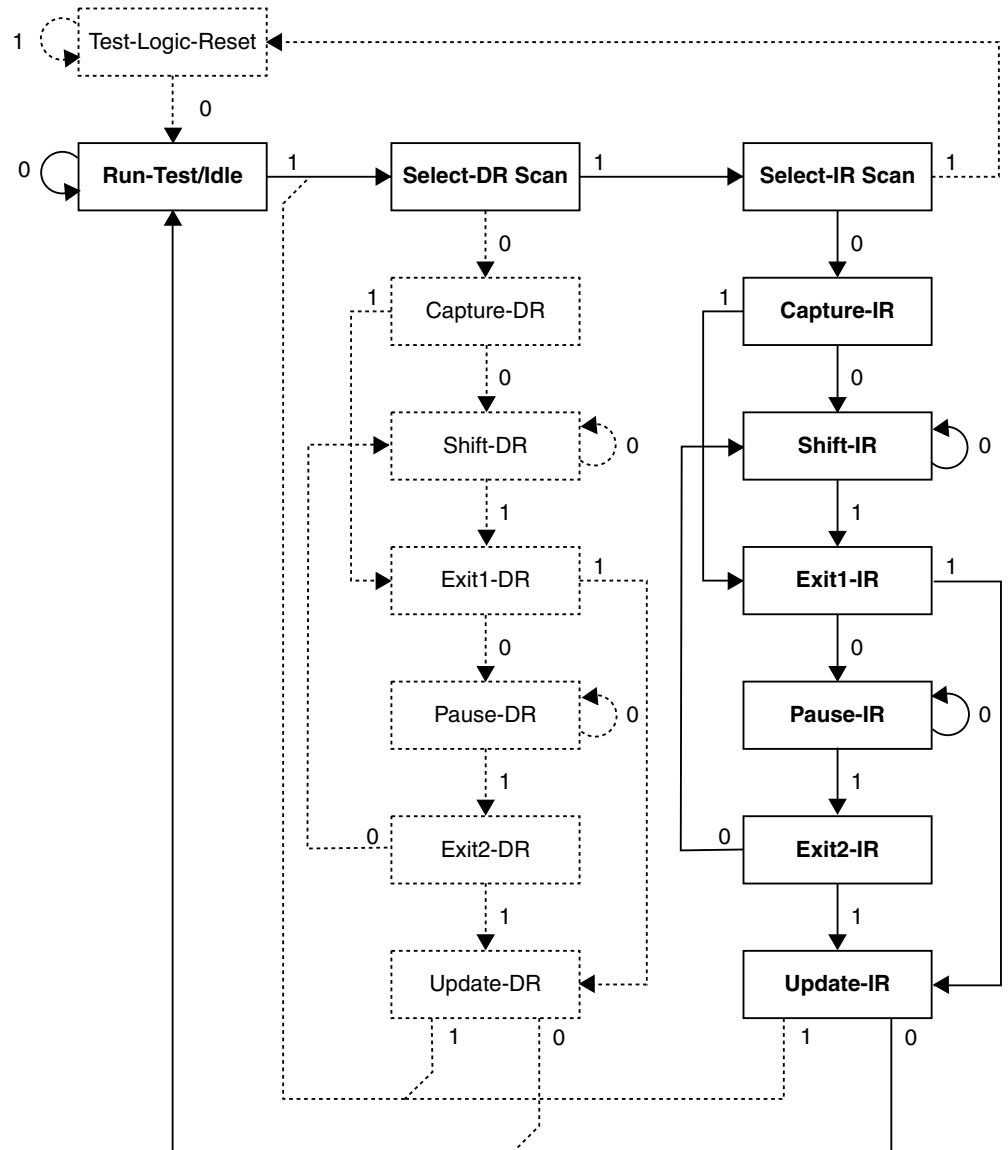 1
Test-Logic-Reset
0
0
Run-Test/Idle
1
Select-DR Scan
1
Select-IR Scan
1
0
0
1
Capture-DR
1
Capture-IR
0
0
Shift-DR
0
Shift-IR
0
1
1
Exit1-DR
1
Exit1-IR
1
0
0
Pause-DR
0
Pause-IR
0
1
1
0
Exit2-DR
0
Exit2-IR
1
1
Update-DR
Update-IR
1
0
1
0